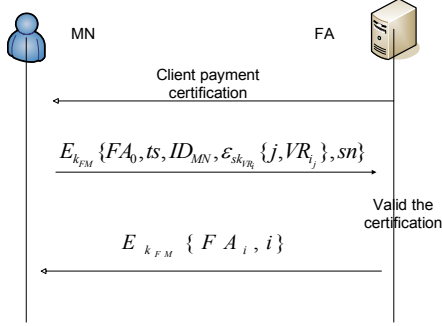 MN FA
Client payment
certification
E_{k_{FM}} {FA_0, ts, ID_{MN}, ε_{sk_{VR_i}} {j, VR_{i_j}}, sn}
Valid the
certification
E_{k_{FM}} {FA_i, i}